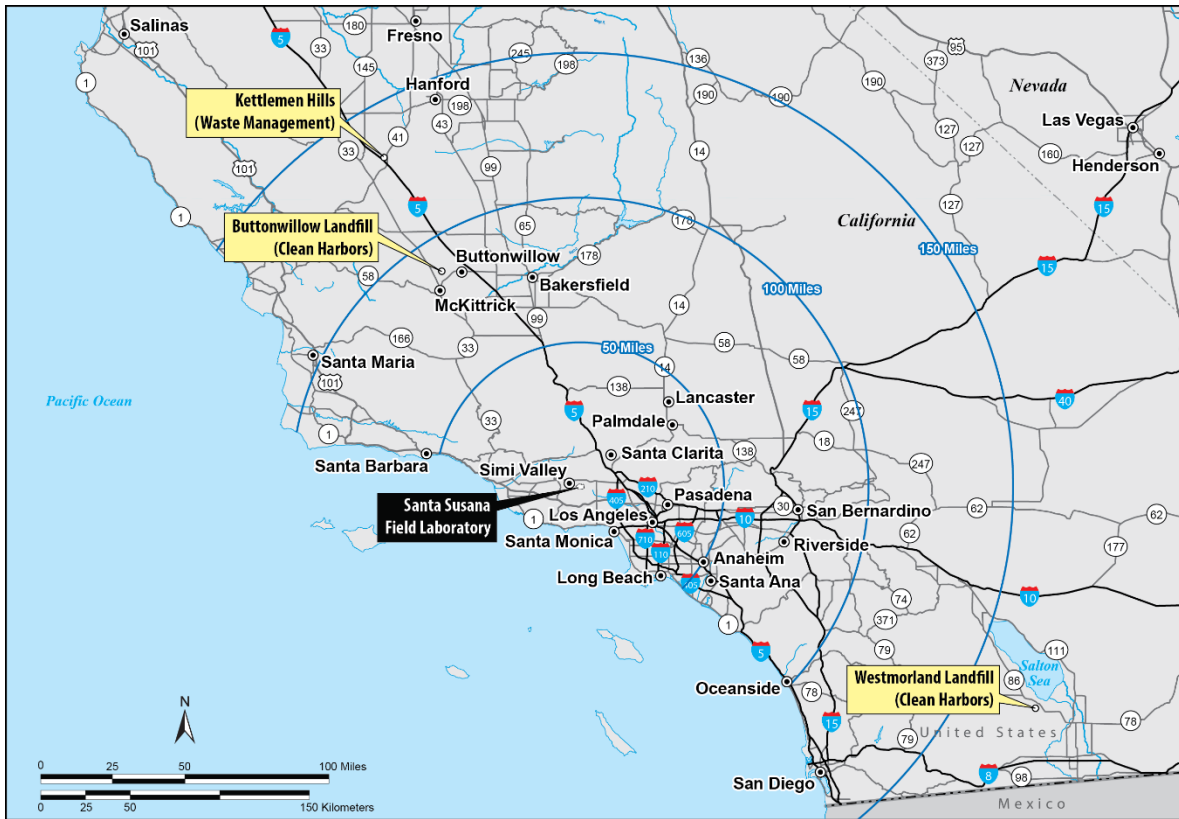 Salinas
101
5
33
180
Fresno
245
198
136
95
373
1
145
190
190
190
Nevada
Hanford
198
Kettlemen Hills
(Waste Management)
41
43
127
Las Vegas
33
99
14
127
160
Henderson
101
127
1
5
178
California
15
65
150 Miles
Buttonwillow Landfill
(Clean Harbors)
Buttonwillow
178
15
58
Bakersfield
100 Miles
McKittrick
14
99
166
33
50 Miles
58
58
Santa Maria
14
101
138
Lancaster
40
Pacific Ocean
5
15
247
33
Palmdale
1
18
Santa Barbara
Santa Clarita
138
247
Simi Valley
210
Santa Susana
Field Laboratory
405
Pasadena
30
San Bernardino
62
62
1
Los Angeles
10
Santa Monica
710
605
62
177
110
Riverside
Anaheim
Long Beach
405
Santa Ana
10
74
1
371
5
79
111
Salton
Sea
Oceanside
78
Westmorland Landfill
(Clean Harbors)
86
N
15
78
79
United States
0 25 50 100 Miles
San Diego
8
98
0 25 50 150 Kilometers
Mexico